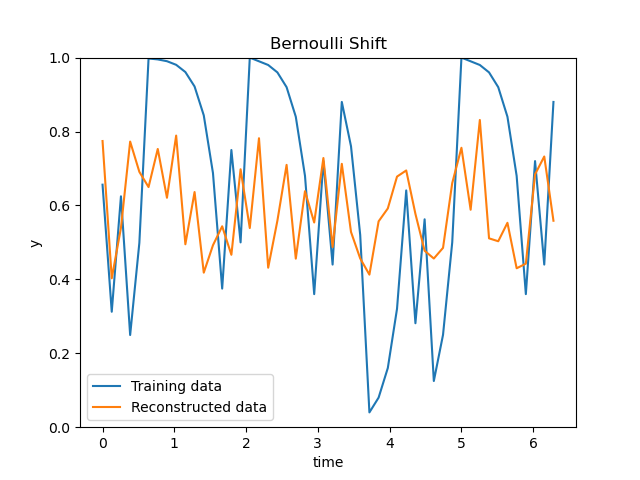 Bernoulli Shift
1.0
0.8
0.6
0.4
0.2
0.0
y
Training data
Reconstructed data
0 1 2 3 4 5 6
time